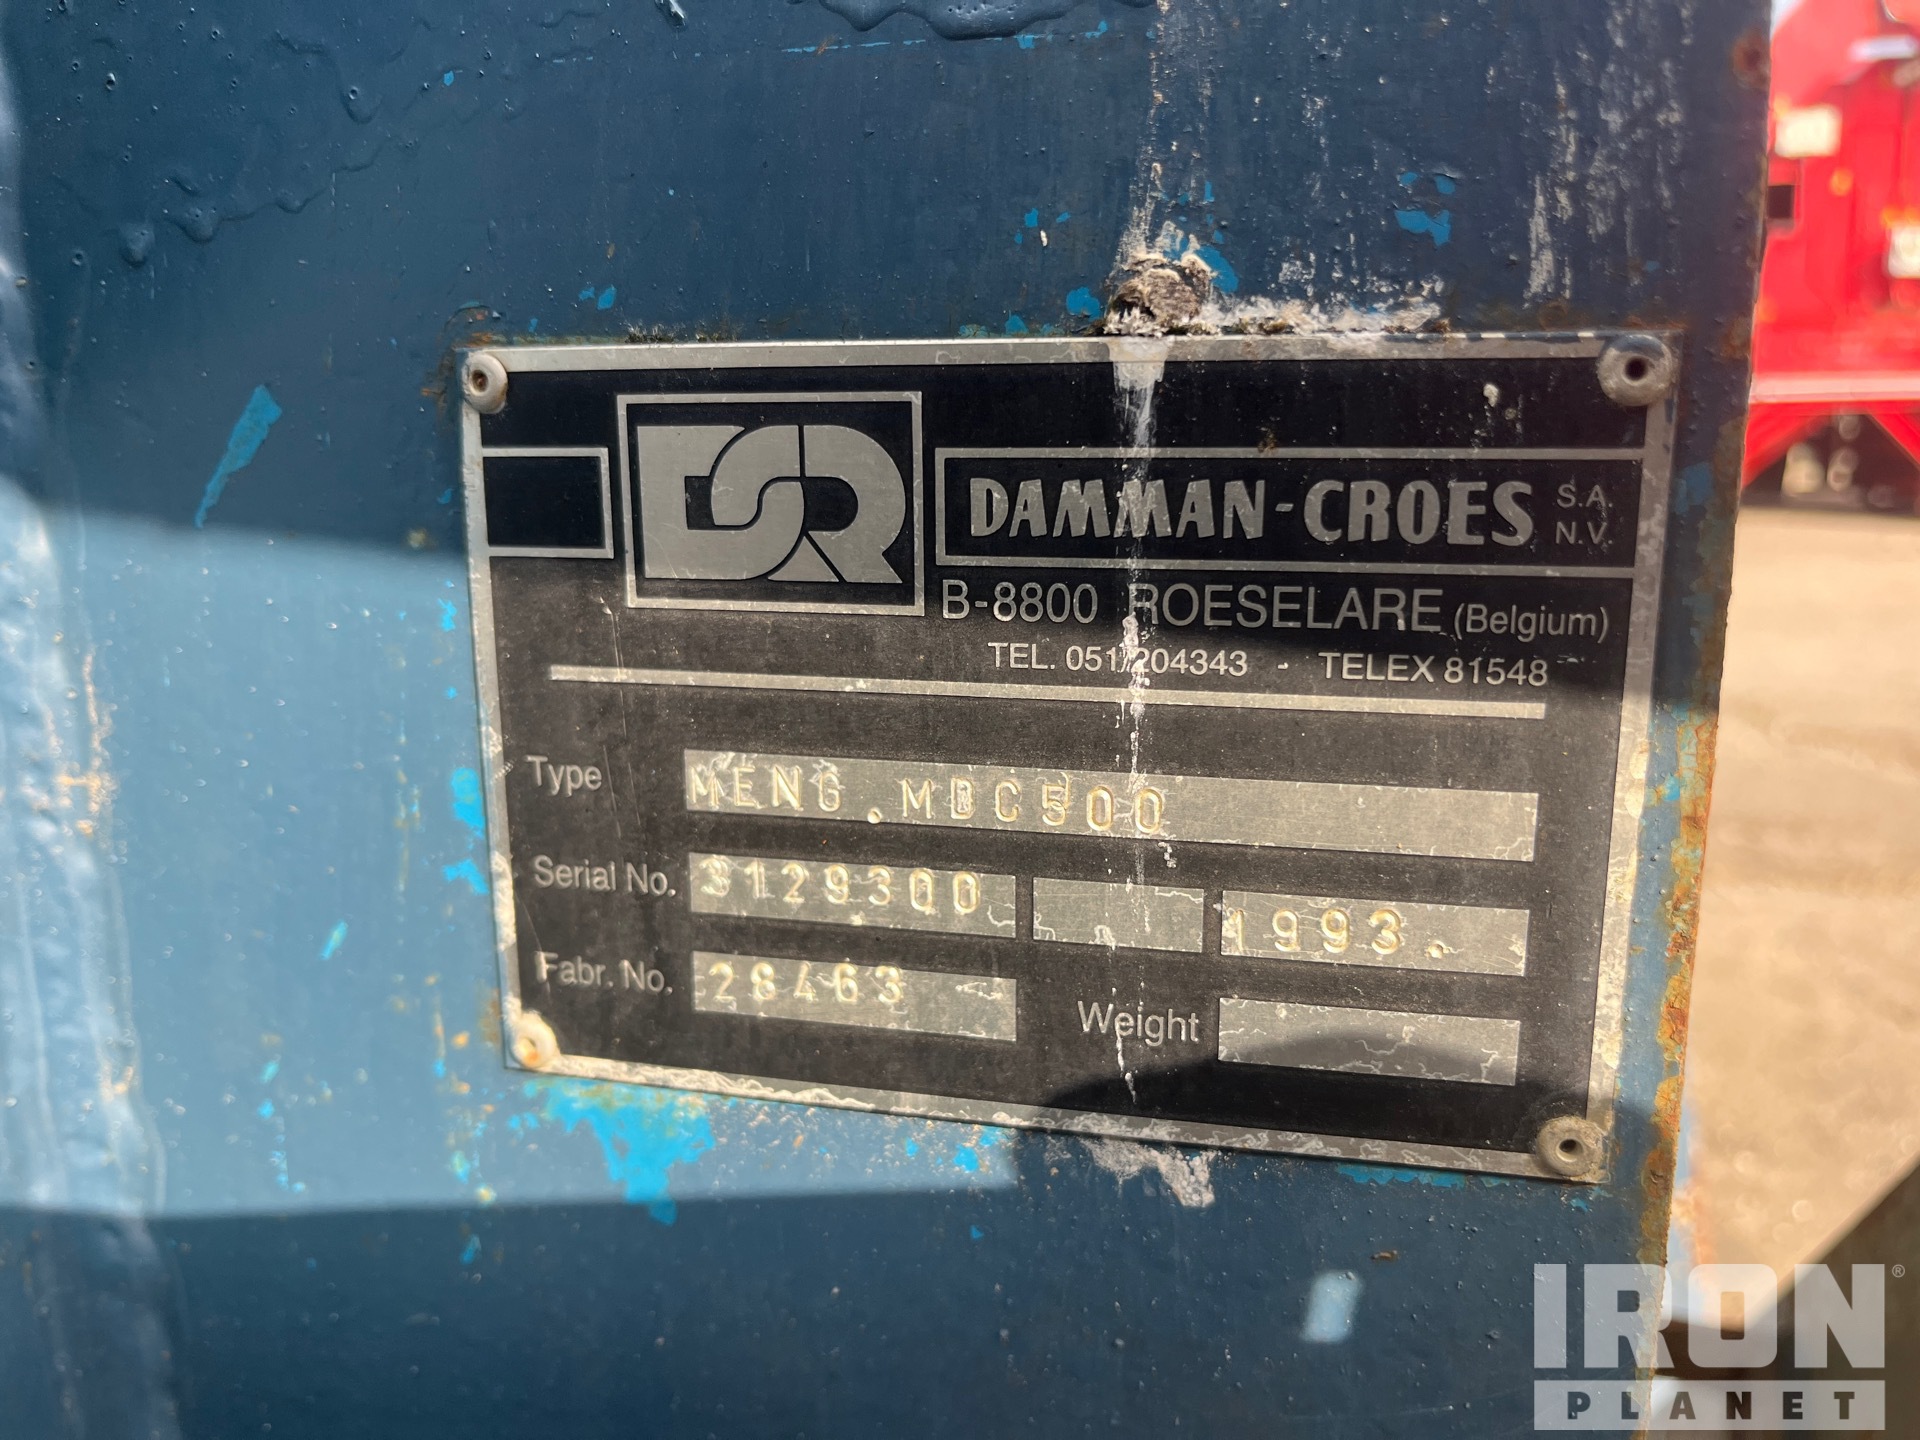 DAMMAN-CROES S.A. N.V.
B-8800 ROESELARE (Belgium)
TEL. 051/204343 - TELEX 81548
Type MENG.MDC500
Serial No. 3129300 1993.
Fabr. No. 28463
Weight
IRON
PLANET